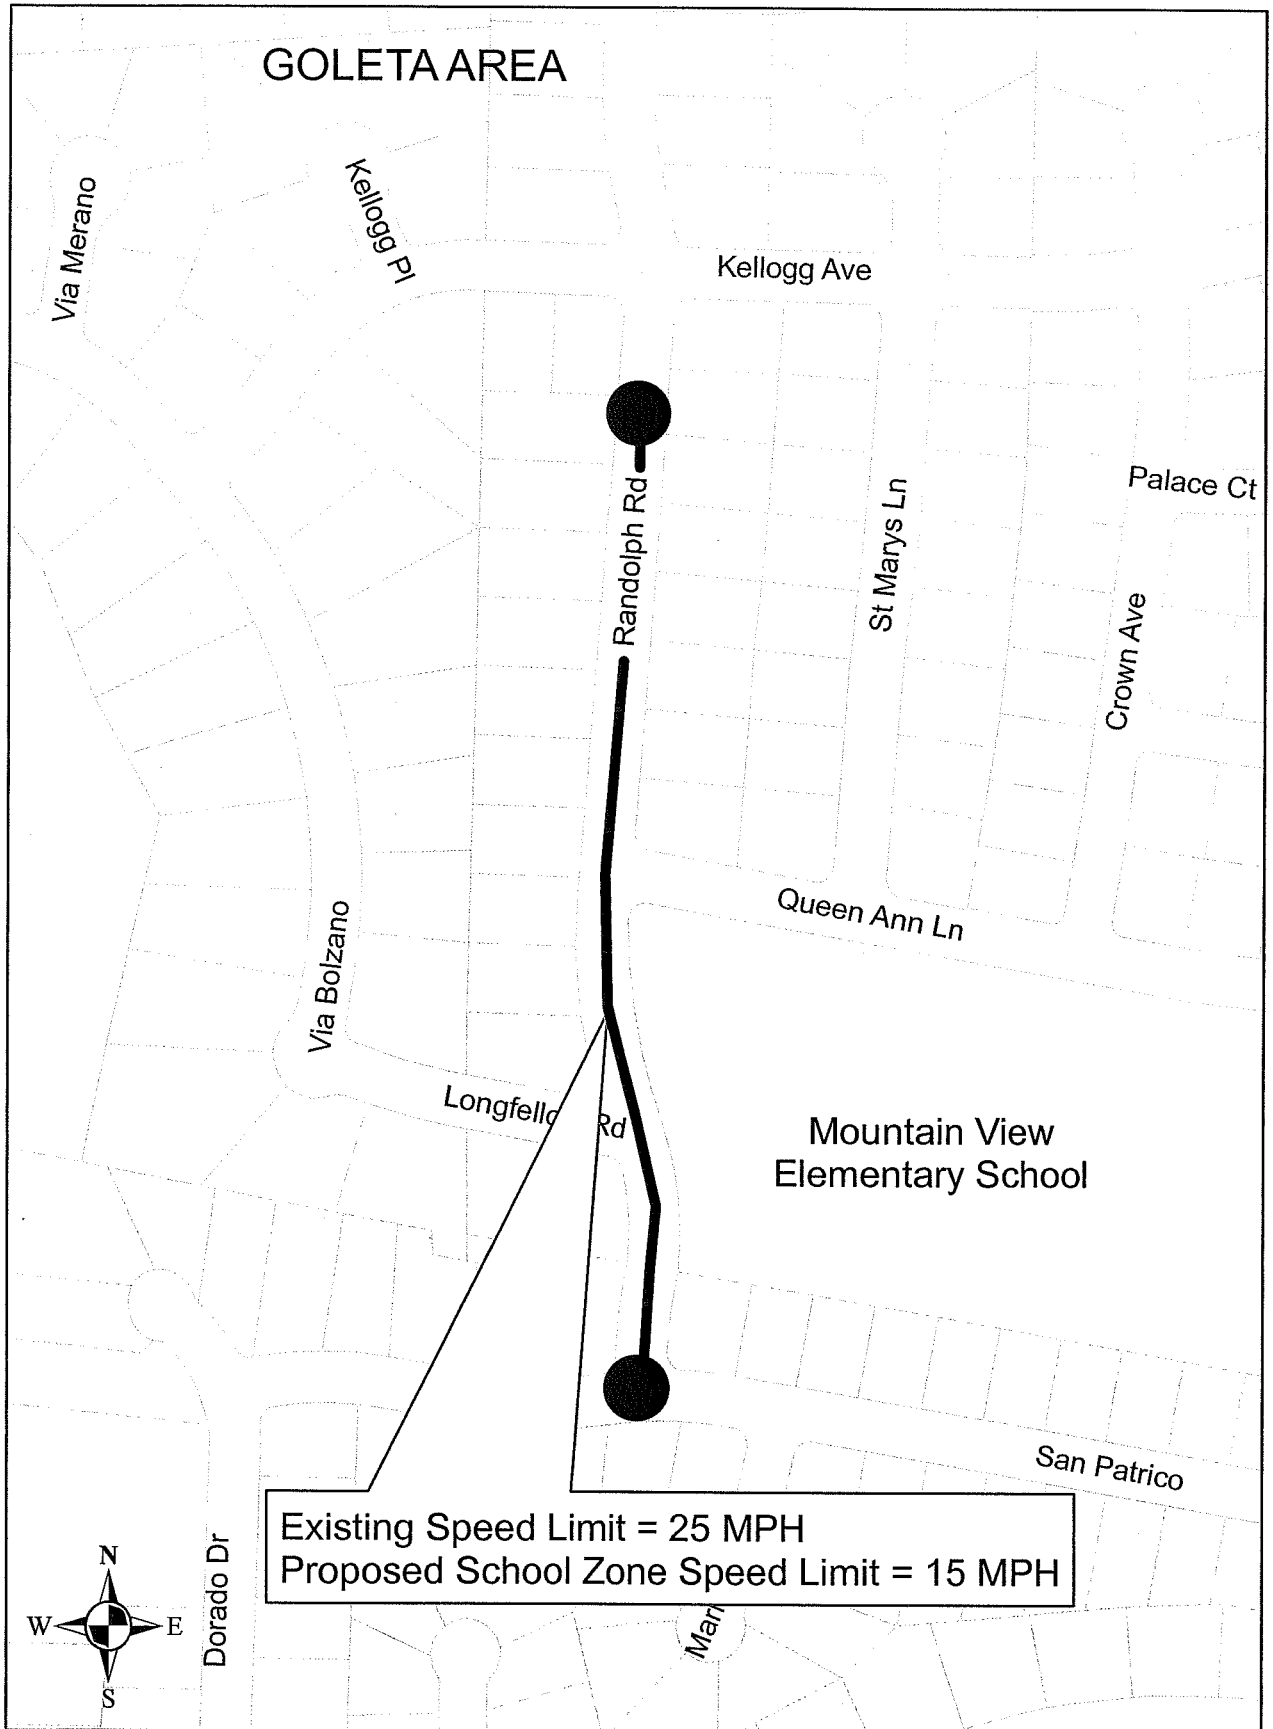 GOLETA AREA
Via Merano
Kellogg Pl
Kellogg Ave
Randolph Rd
St Marys Ln
Palace Ct
Crown Ave
Queen Ann Ln
Via Bolzano
Longfello
Rd
Mountain View
Elementary School
San Patrico
Existing Speed Limit = 25 MPH
Proposed School Zone Speed Limit = 15 MPH
Dorado Dr
Mari
N
W
E
S